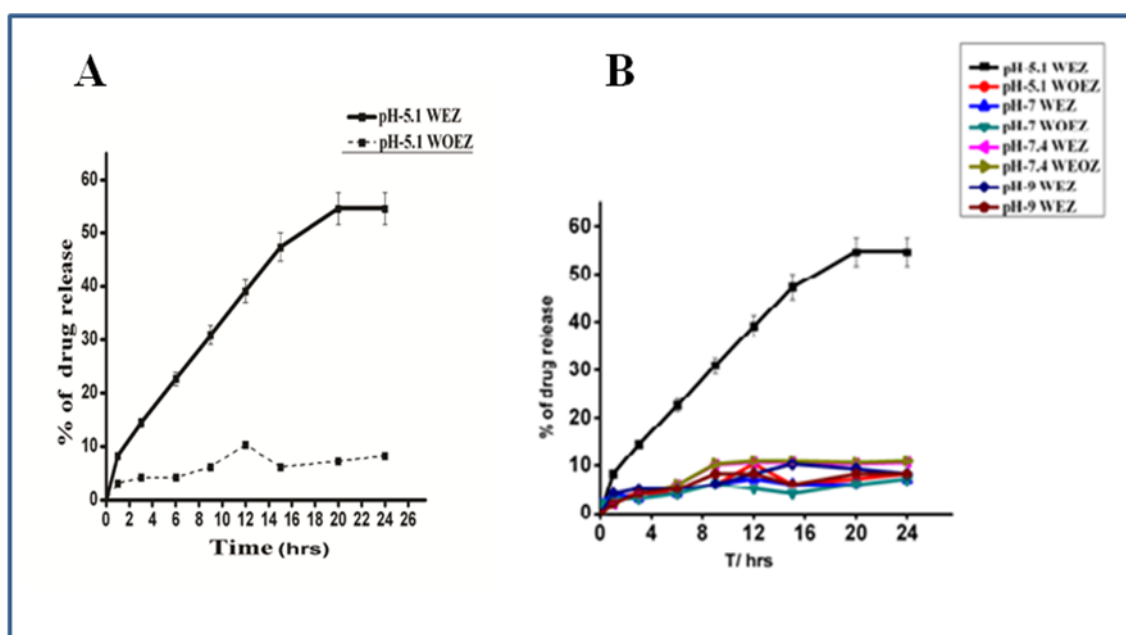 A
pH-5.1 WEZ
pH-5.1 WOEZ
60
50
40
30
20
10
0
% of drug release
0 2 4 6 8 10 12 14 16 18 20 22 24 26
Time (hrs)
B
pH-5.1 WEZ
pH-5.1 WOEZ
pH-7 WEZ
pH-7 WOEZ
pH-7.4 WEZ
pH-7.4 WEOZ
pH-9 WEZ
pH-9 WEZ
60
50
40
30
20
10
0
% of drug release
0 4 8 12 16 20 24
T/ hrs